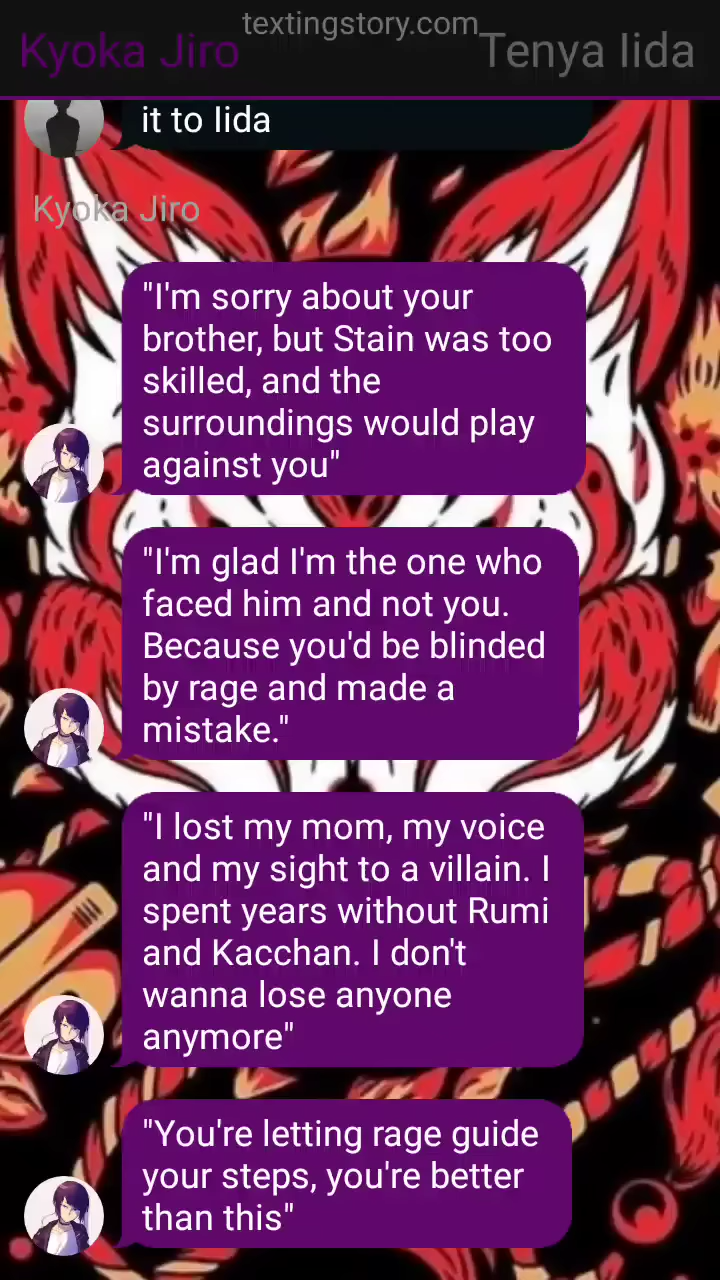 textingstory.com
Kyoka Jiro
Tenya Iida
it to Iida
Kyoka Jiro
"I'm sorry about your
brother, but Stain was too
skilled, and the
surroundings would play
against you"
"I'm glad I'm the one who
faced him and not you.
Because you'd be blinded
by rage and made a
mistake."
"I lost my mom, my voice
and my sight to a villain. I
spent years without Rumi
and Kacchan. I don't
wanna lose anyone
anymore"
"You're letting rage guide
your steps, you're better
than this"